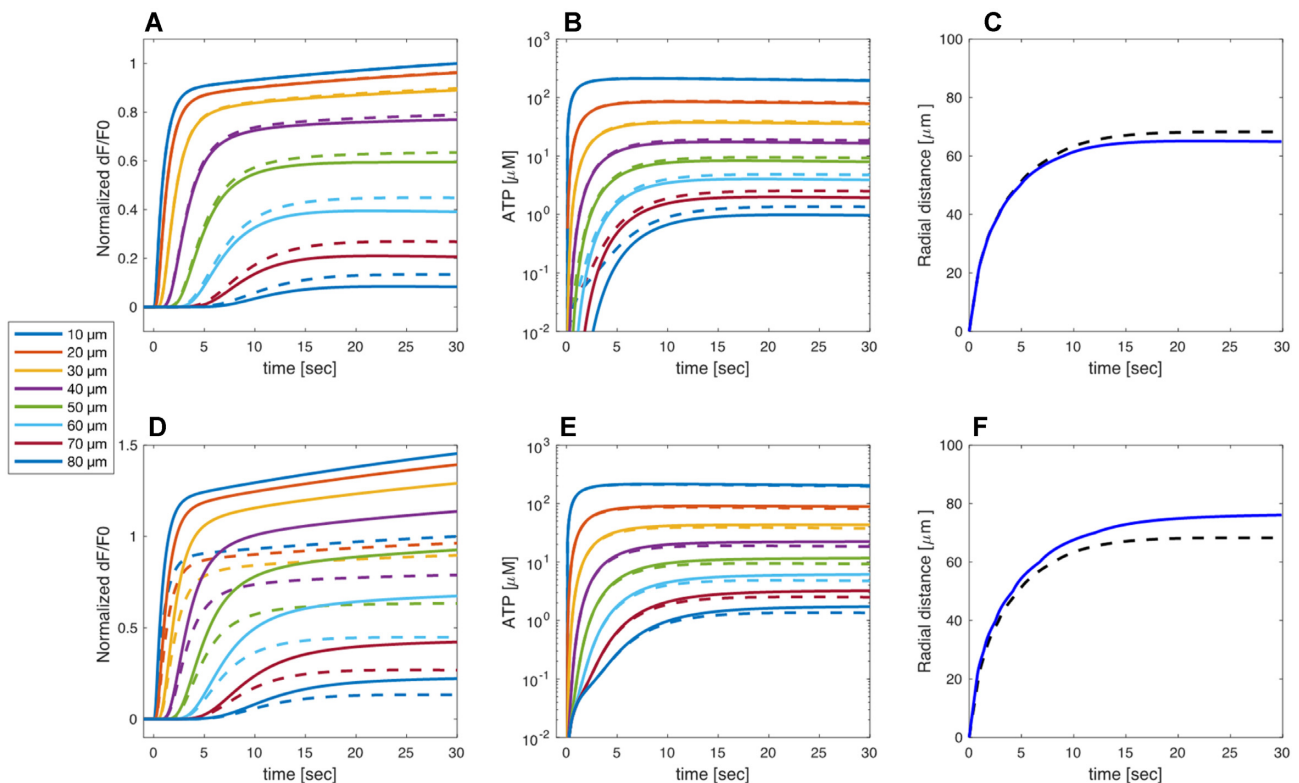 A
Normalized dF/F0
1
0.8
0.6
0.4
0.2
0
0 5 10 15 20 25 30
time [sec]
B
ATP [μM]
10³
10²
10¹
10⁰
10⁻¹
10⁻²
0 5 10 15 20 25 30
time [sec]
C
Radial distance [μm]
100
80
60
40
20
0
0 5 10 15 20 25 30
time [sec]
10 μm
20 μm
30 μm
40 μm
50 μm
60 μm
70 μm
80 μm
D
Normalized dF/F0
1.5
1
0.5
0
0 5 10 15 20 25 30
time [sec]
E
ATP [μM]
10³
10²
10¹
10⁰
10⁻¹
10⁻²
0 5 10 15 20 25 30
time [sec]
F
Radial distance [μm]
100
80
60
40
20
0
0 5 10 15 20 25 30
time [sec]